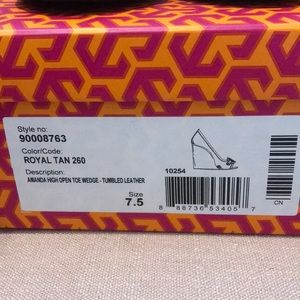 Style no:
90008763
Color/Code:
ROYAL TAN 260
Description:
AMANDA HIGH OPEN TOE WEDGE - TUMBLED LEATHER
Size
7.5
10254
8 88736 53405 7
CN